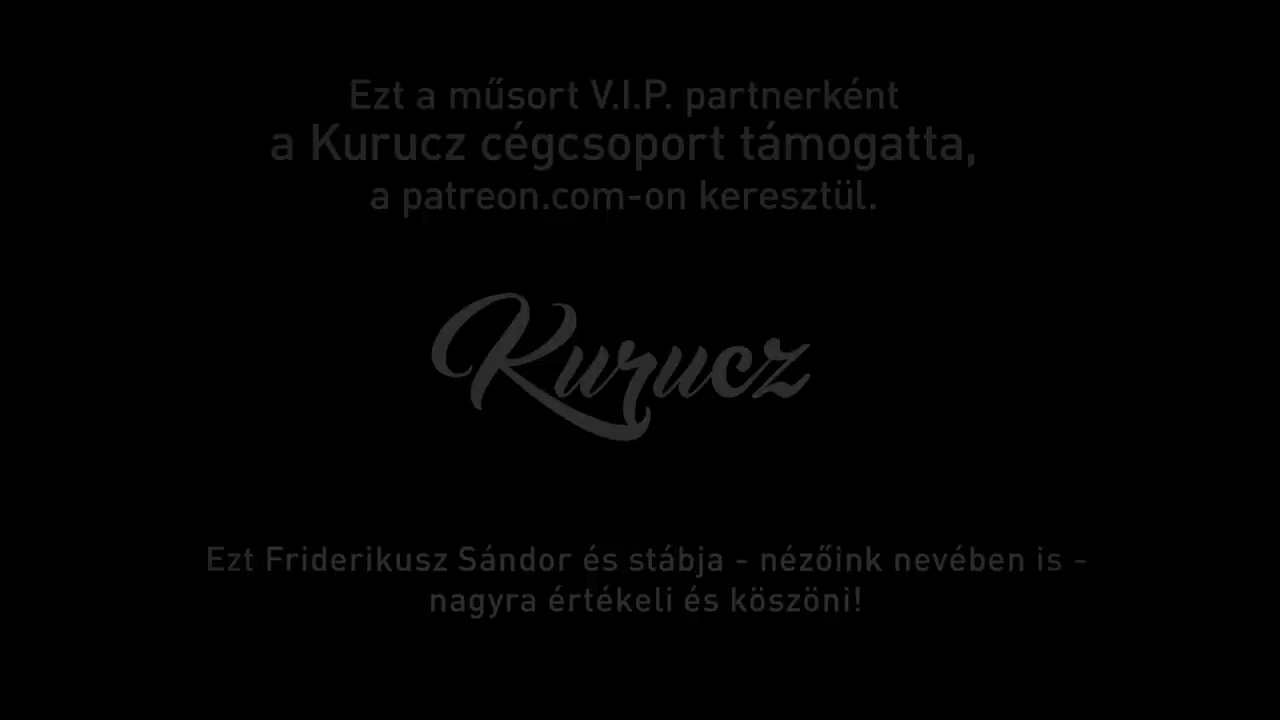 Ezt a műsort V.I.P. partnerként
a Kurucz cégcsoport támogatta,
a patreon.com-on keresztül.
Kurucz
Ezt Friderikusz Sándor és stábja - nézőink nevében is -
nagyra értékeli és köszöni!